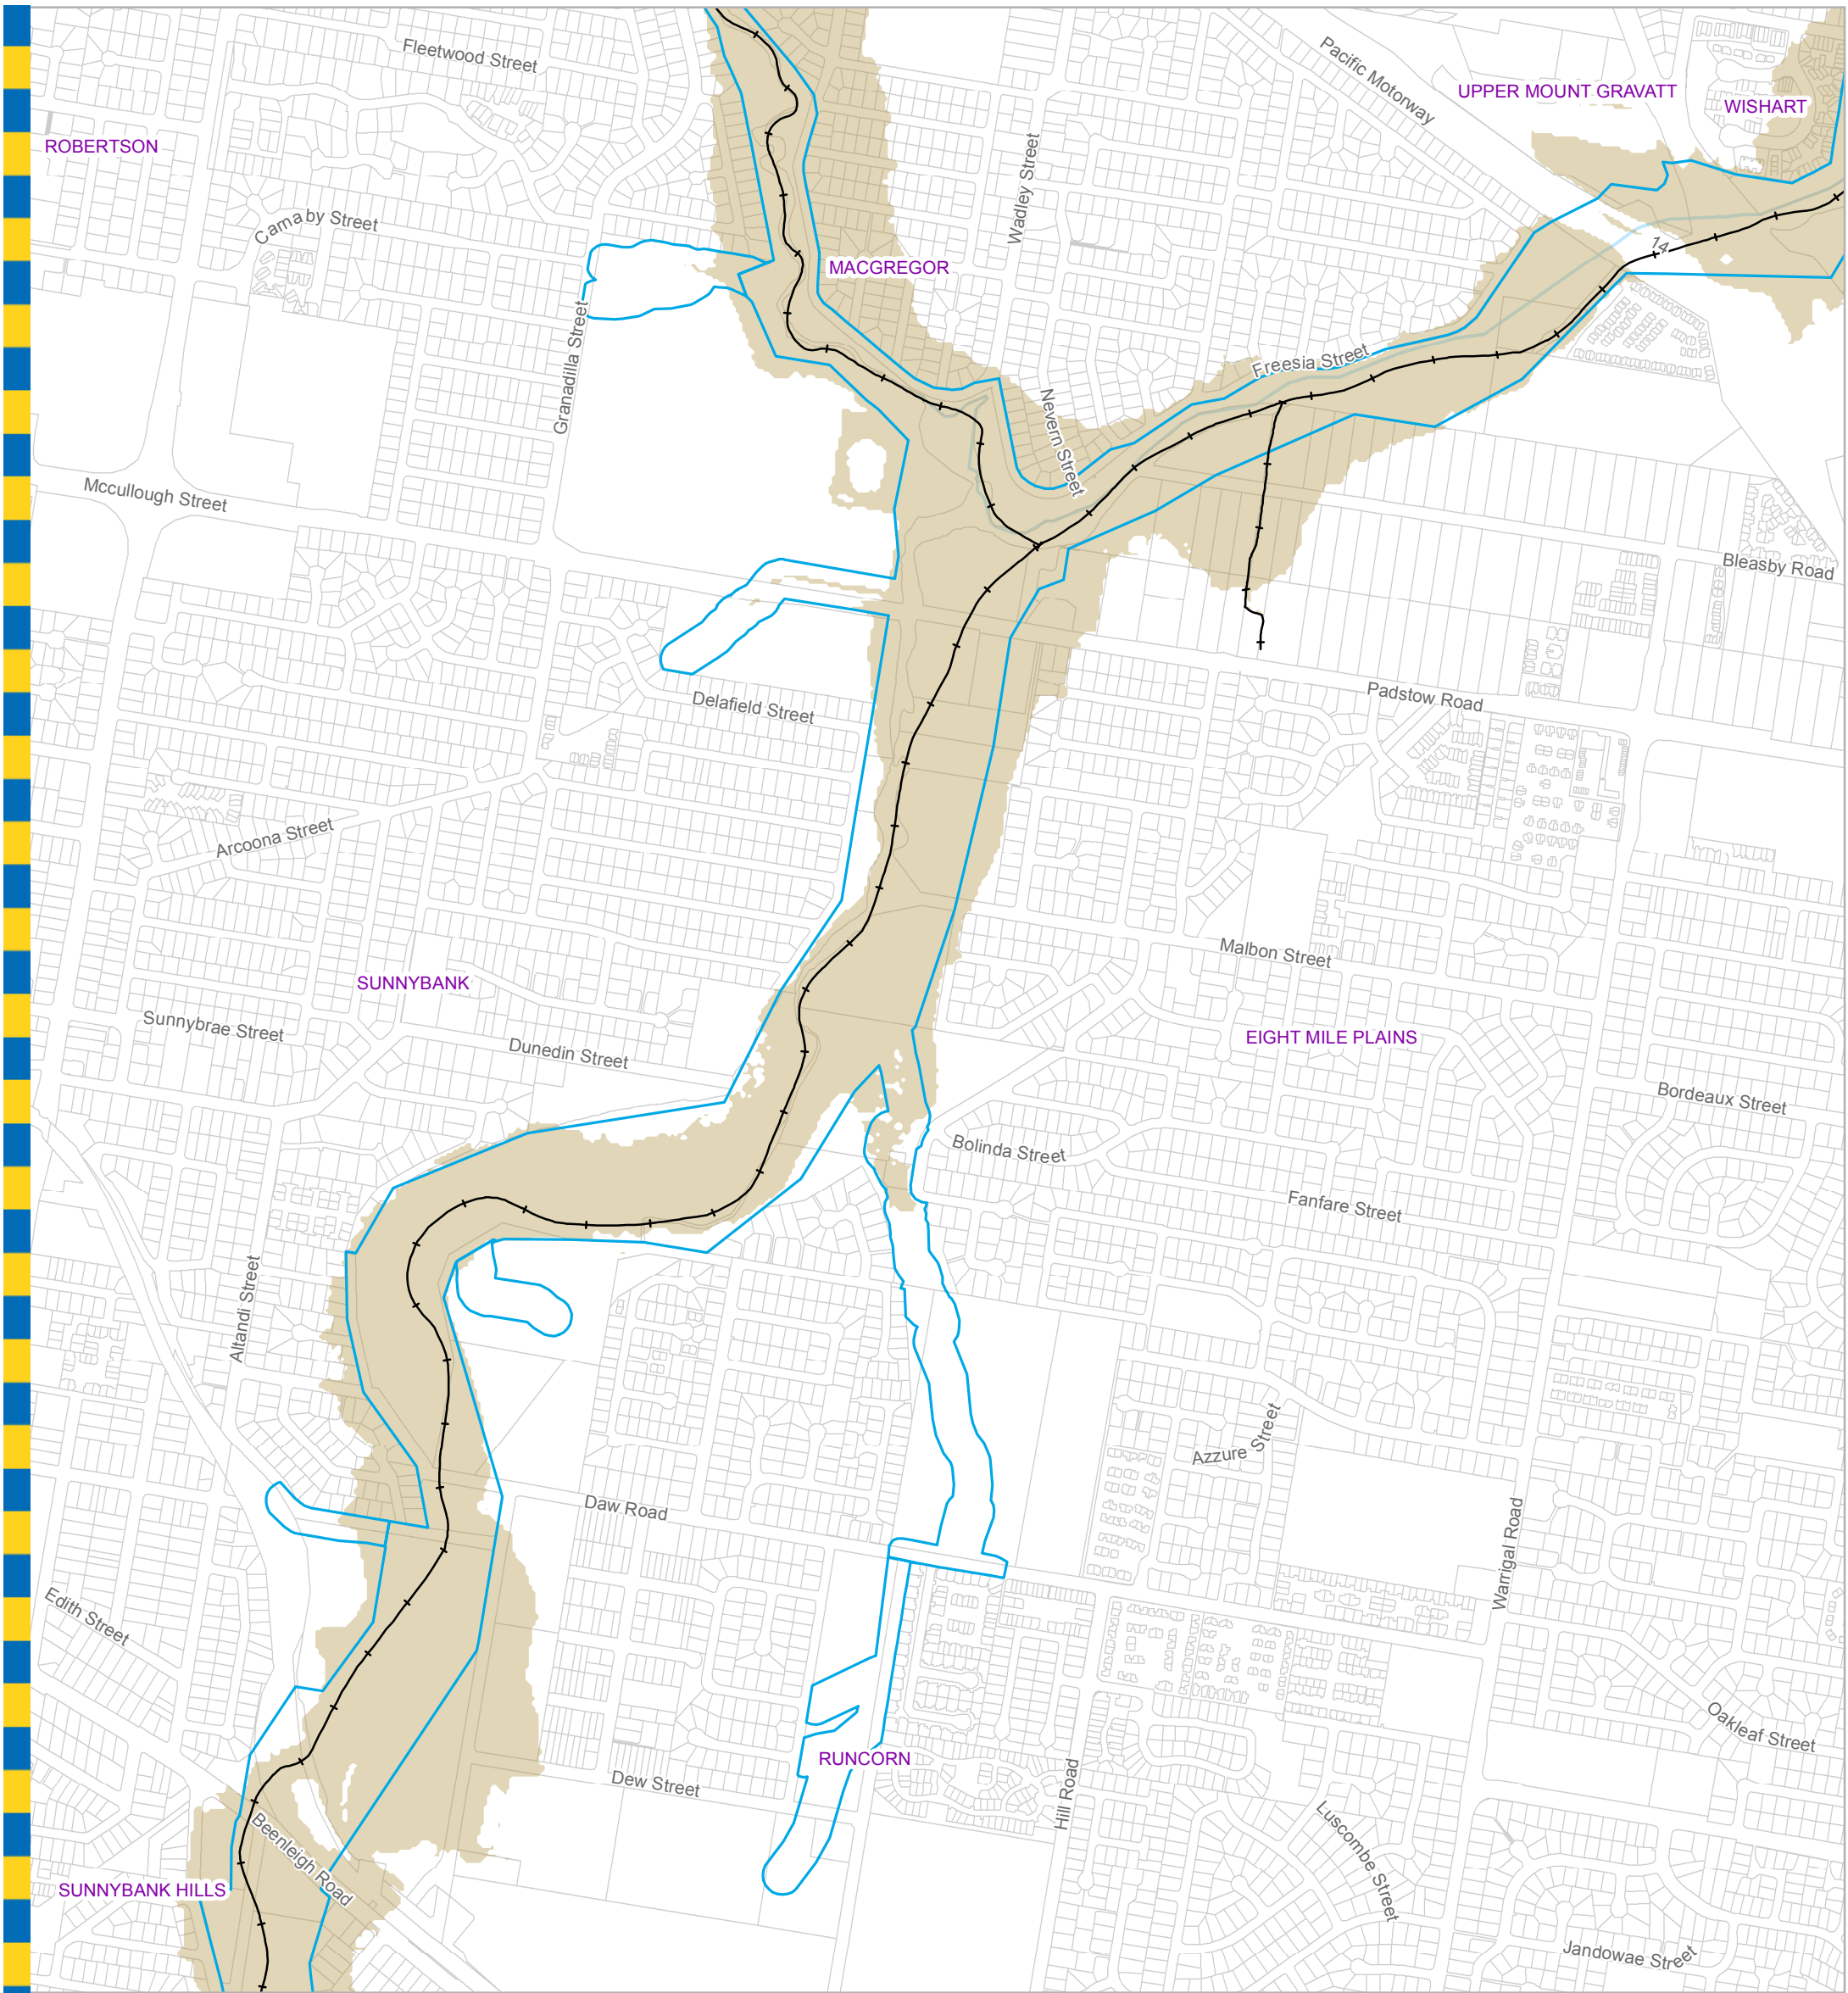 Fleetwood Street
Pacific Motorway
UPPER MOUNT GRAVATT
WISHART
ROBERTSON
Wadley Street
Carnaby Street
MACGREGOR
14
Granadilla Street
Freesia Street
Nevern Street
Mccullough Street
Bleasby Road
Delafield Street
Padstow Road
Arcoona Street
Malbon Street
SUNNYBANK
Sunnybrae Street
Dunedin Street
EIGHT MILE PLAINS
Bordeaux Street
Bolinda Street
Fanfare Street
Altandi Street
Azzure Street
Daw Road
Warrigal Road
Edith Street
Oakleaf Street
RUNCORN
Dew Street
Hill Road
Luscombe Street
Beenleigh Road
SUNNYBANK HILLS
Jandowae Street